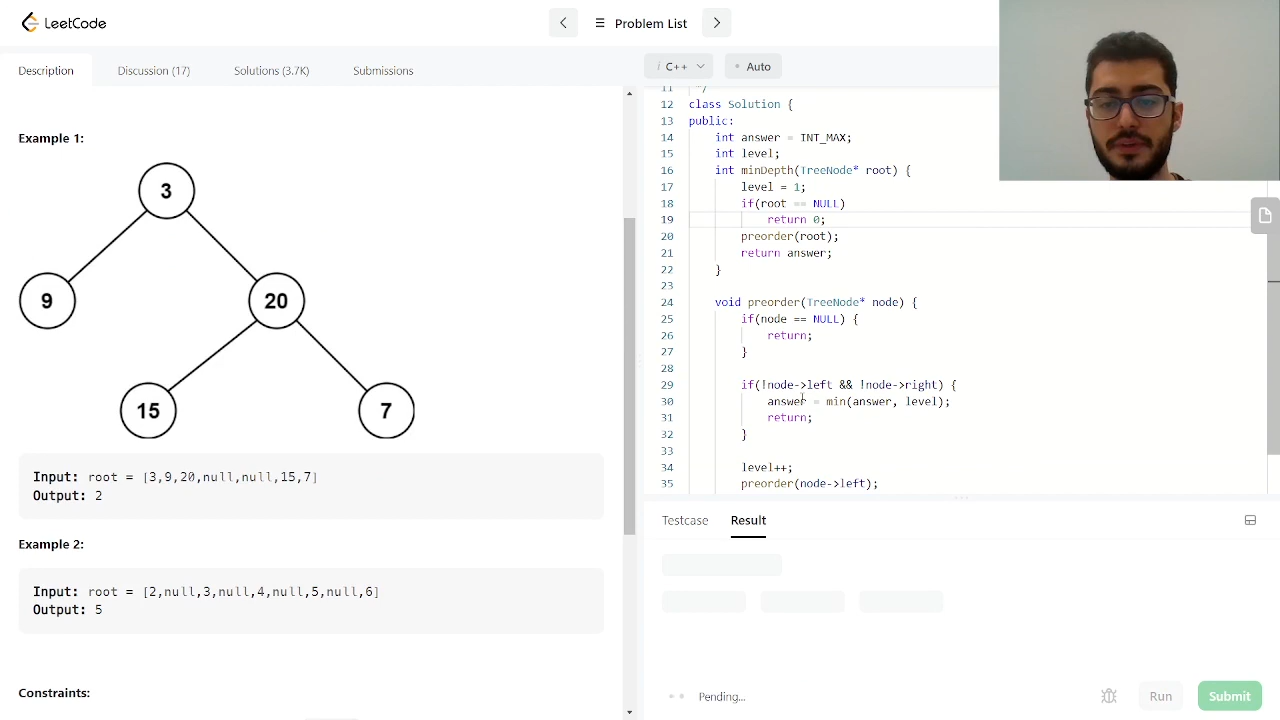 LeetCode
Problem List
Description
Discussion (17)
Solutions (3.7K)
Submissions
Example 1:
3
9
20
15
7
Input: root = [3,9,20,null,null,15,7]
Output: 2
Example 2:
Input: root = [2,null,3,null,4,null,5,null,6]
Output: 5
Constraints:
i C++
Auto
11 */
12 class Solution {
13 public:
14 int answer = INT_MAX;
15 int level;
16 int minDepth(TreeNode* root) {
17 level = 1;
18 if(root == NULL)
19 return 0;
20 preorder(root);
21 return answer;
22 }
23
24 void preorder(TreeNode* node) {
25 if(node == NULL) {
26 return;
27 }
28
29 if(!node->left && !node->right) {
30 answer = min(answer, level);
31 return;
32 }
33
34 level++;
35 preorder(node->left);
Testcase
Result
Pending...
Run
Submit